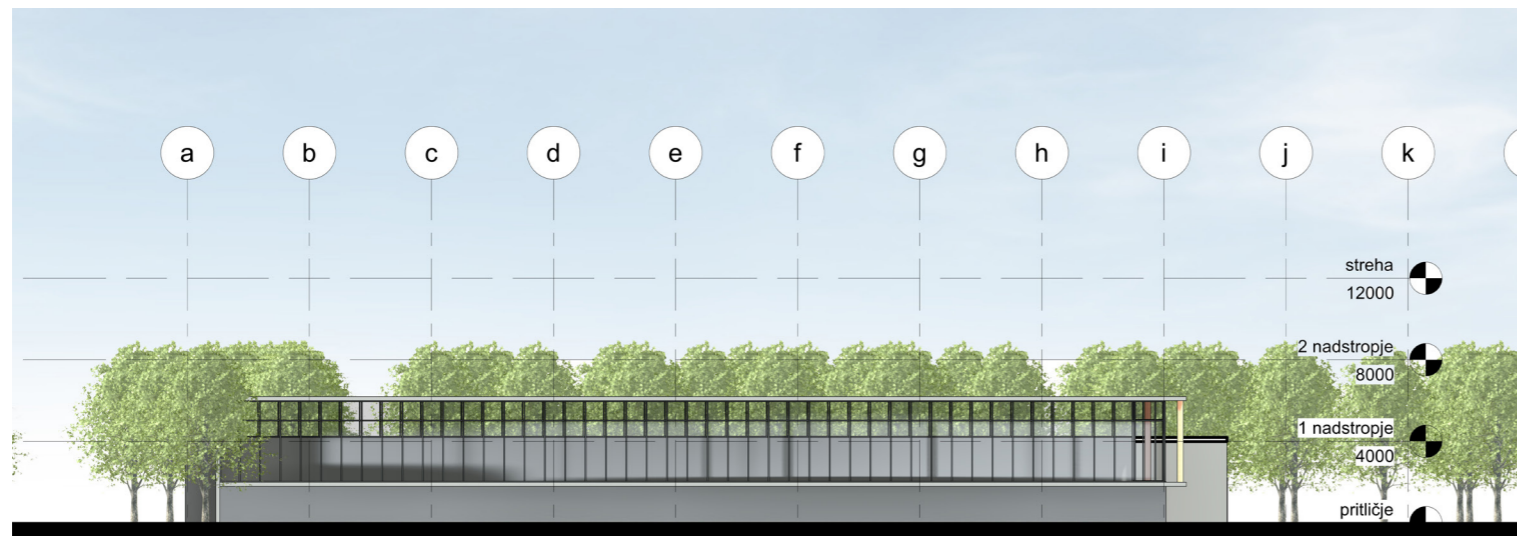 a b c d e f g h i j k
streha
12000
2 nadstropje
8000
1 nadstropje
4000
pritličje